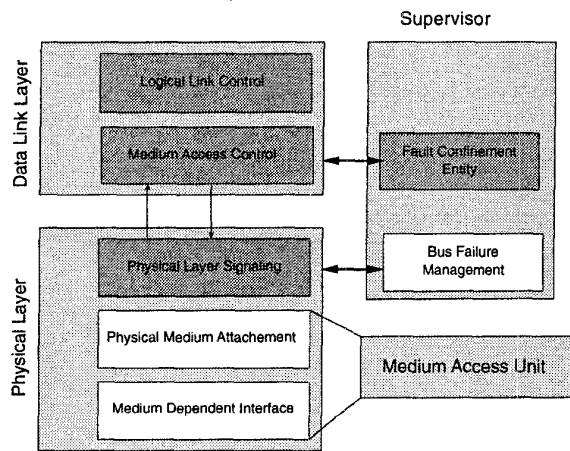 Supervisor
Data Link Layer
Logical Link Control
Medium Access Control
Fault Confinement
Entity
Physical Layer
Physical Layer Signaling
Bus Failure
Management
Physical Medium Attachement
Medium Access Unit
Medium Dependent Interface